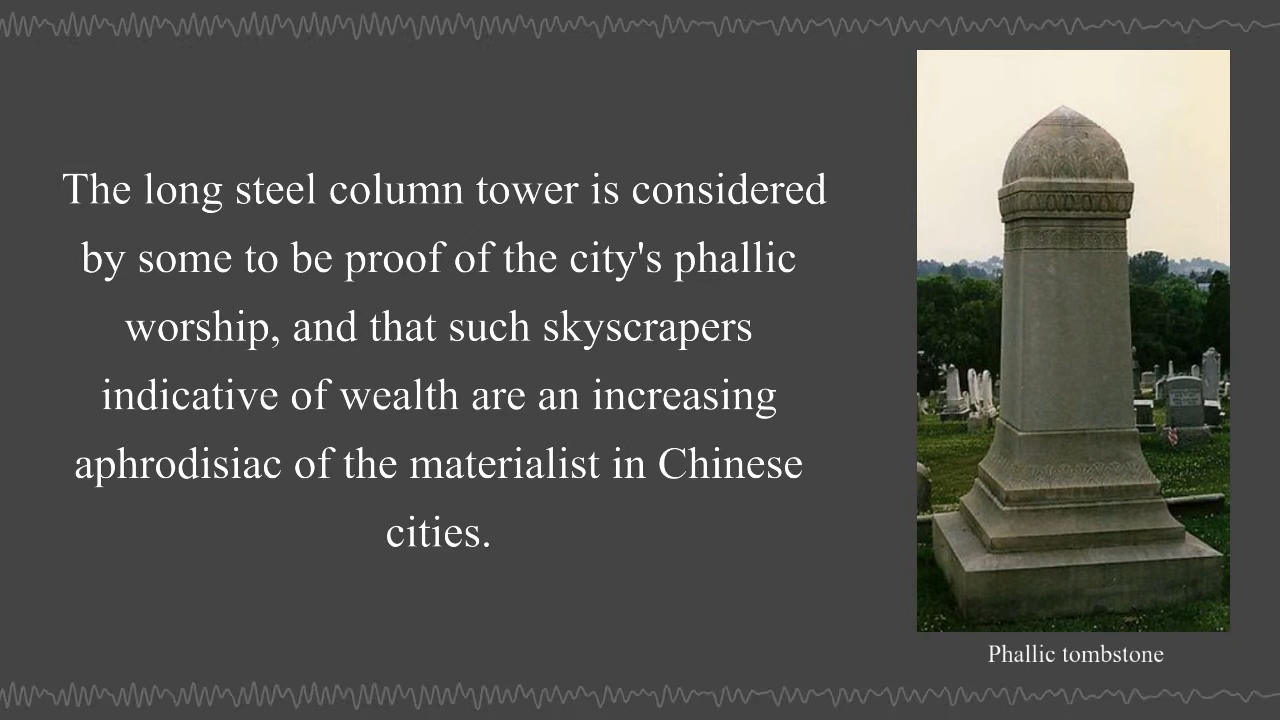 The long steel column tower is considered
by some to be proof of the city's phallic
worship, and that such skyscrapers
indicative of wealth are an increasing
aphrodisiac of the materialist in Chinese
cities.
Phallic tombstone